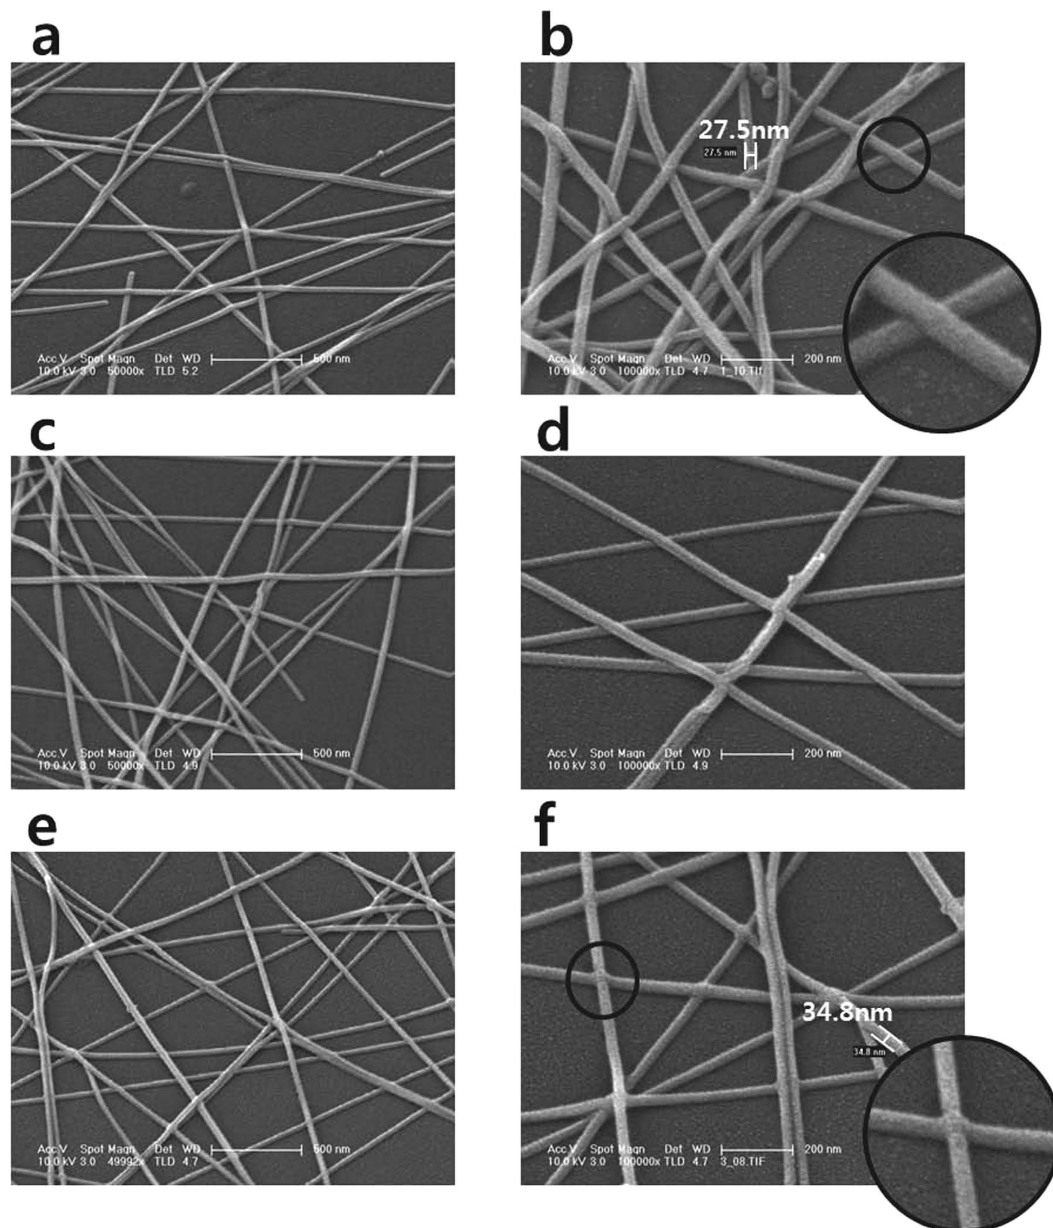 a
b
27.5nm
27.5 nm
Acc.V Spot Magn Det WD 500 nm
10.0 kV 3.0 50000x TLD 5.2
Acc.V Spot Magn Det WD 200 nm
10.0 kV 3.0 100000x TLD 4.7 1_10.TIf
c
d
Acc.V Spot Magn Det WD 500 nm
10.0 kV 3.0 50000x TLD 4.9
Acc.V Spot Magn Det WD 200 nm
10.0 kV 3.0 100000x TLD 4.9
e
f
34.8nm
34.8 nm
Acc.V Spot Magn Det WD 500 nm
10.0 kV 3.0 49992x TLD 4.7
Acc.V Spot Magn Det WD 200 nm
10.0 kV 3.0 100000x TLD 4.7 3_08.TIF